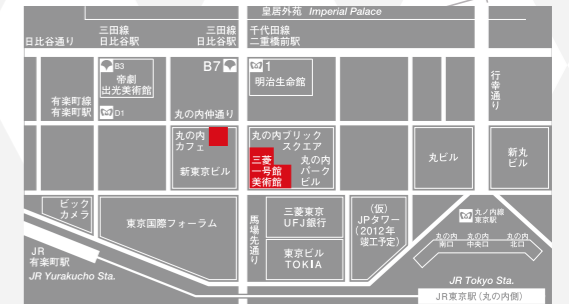 皇居外苑 Imperial Palace
日比谷通り
三田線
日比谷駅
三田線
日比谷駅
千代田線
二重橋前駅
B3
帝劇
出光美術館
B7
1
明治生命館
行幸通り
有楽町線
有楽町駅
D1
丸の内仲通り
丸の内
カフェ
新東京ビル
丸の内ブリック
スクエア
三菱
一号館
美術館
丸の内
パーク
ビル
丸ビル
新丸
ビル
ビック
カメラ
東京国際フォーラム
馬場先通り
三菱東京
UFJ銀行
東京ビル
TOKIA
(仮)
JPタワー
(2012年
竣工予定)
丸ノ内線
東京駅
丸の内
南口
丸の内
中央口
丸の内
北口
JR
有楽町駅
JR Yurakucho Sta.
JR Tokyo Sta.
JR東京駅(丸の内側)